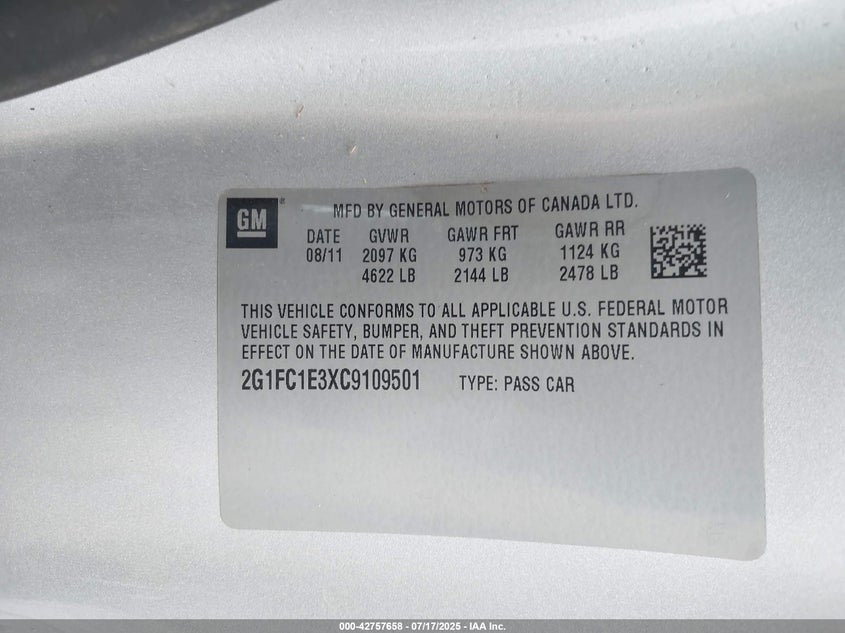 GM
MFD BY GENERAL MOTORS OF CANADA LTD.
DATE GVWR GAWR FRT GAWR RR
08/11 2097 KG 973 KG 1124 KG
4622 LB 2144 LB 2478 LB
THIS VEHICLE CONFORMS TO ALL APPLICABLE U.S. FEDERAL MOTOR
VEHICLE SAFETY, BUMPER, AND THEFT PREVENTION STANDARDS IN
EFFECT ON THE DATE OF MANUFACTURE SHOWN ABOVE.
2G1FC1E3XC9109501 TYPE: PASS CAR
000-42757658 - 07/17/2025 - IAA Inc.